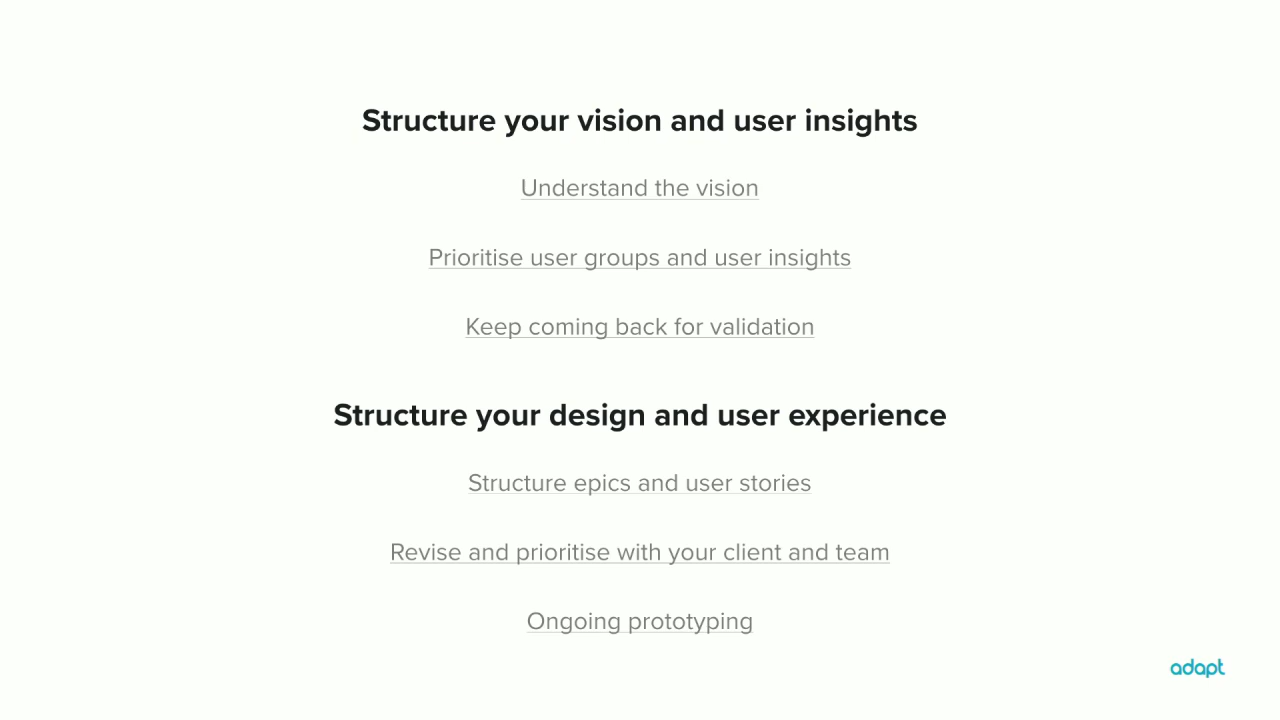 Structure your vision and user insights
Understand the vision
Prioritise user groups and user insights
Keep coming back for validation
Structure your design and user experience
Structure epics and user stories
Revise and prioritise with your client and team
Ongoing prototyping
adapt